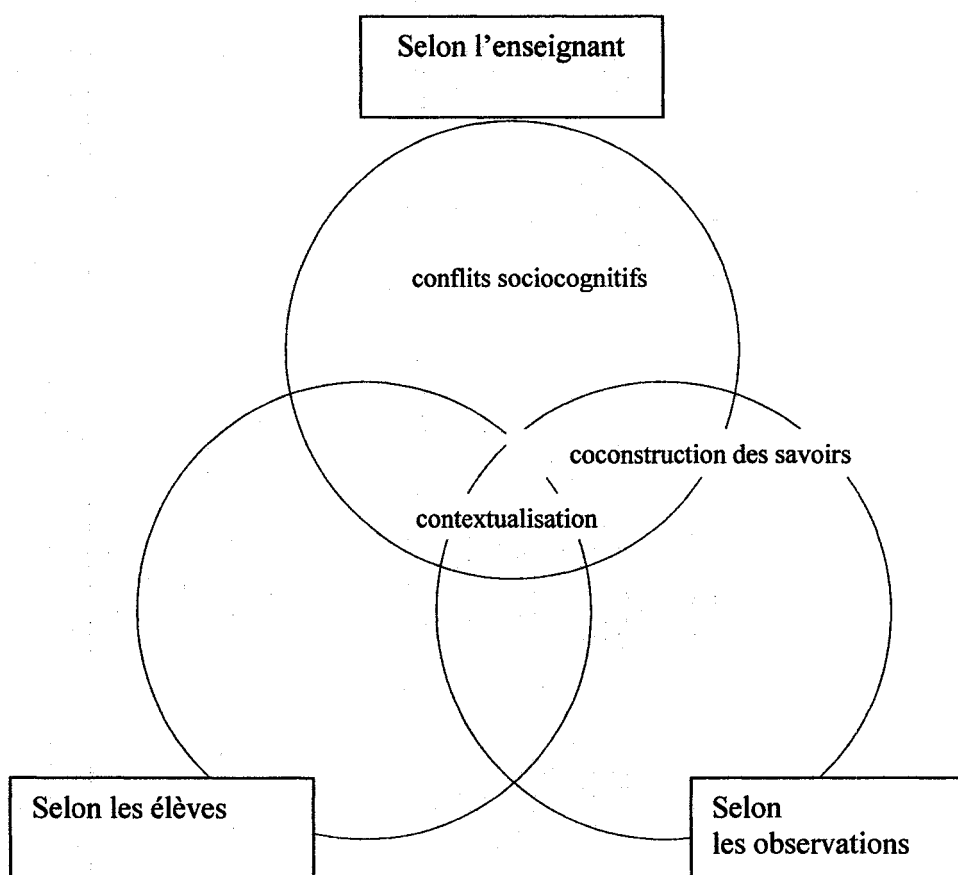 Selon l'enseignant
conflits sociocognitifs
coconstruction des savoirs
contextualisation
Selon les élèves
Selon
les observations